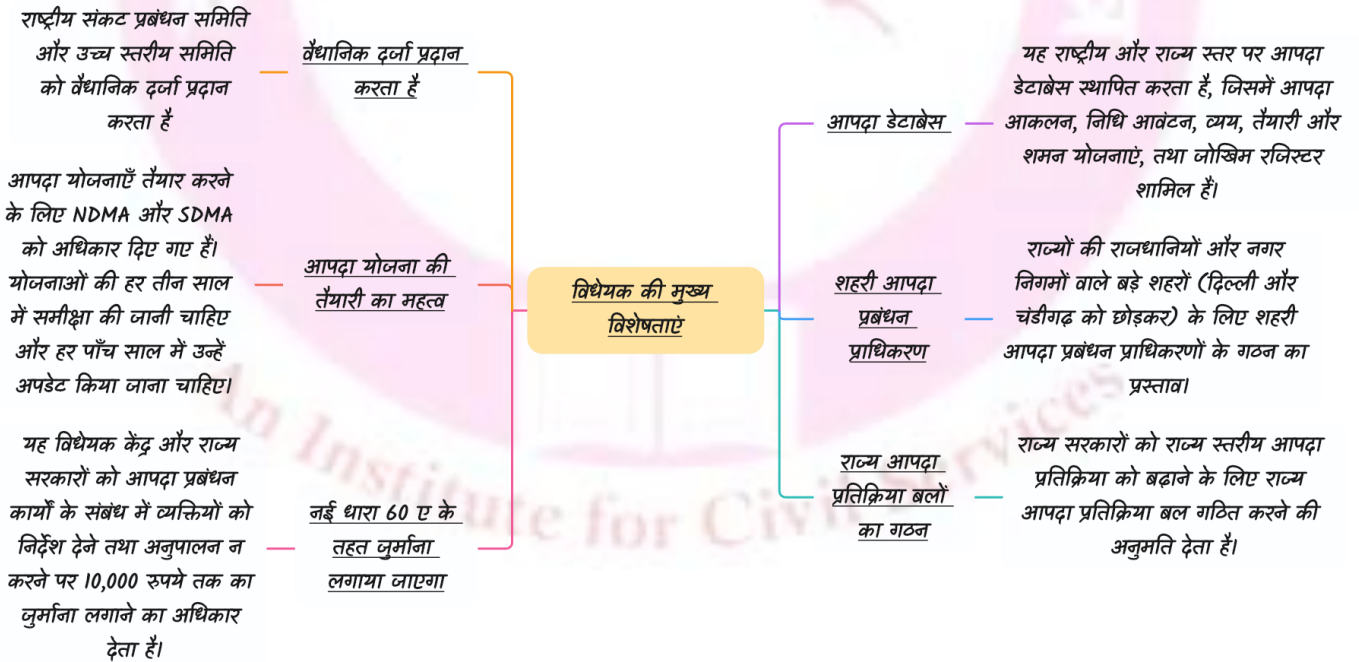 राष्ट्रीय संकट प्रबंधन समिति
और उच्च स्तरीय समिति
को वैधानिक दर्जा प्रदान
करता है
वैधानिक दर्जा प्रदान
करता है
आपदा योजनाएँ तैयार करने
के लिए NDMA और SDMA
को अधिकार दिए गए हैं।
योजनाओं की हर तीन साल
में समीक्षा की जानी चाहिए
और हर पाँच साल में उन्हें
अपडेट किया जाना चाहिए।
आपदा योजना की
तैयारी का महत्व
यह विधेयक केंद्र और राज्य
सरकारों को आपदा प्रबंधन
कार्यों के संबंध में व्यक्तियों को
निर्देश देने तथा अनुपालन न
करने पर 10,000 रुपये तक का
जुर्माना लगाने का अधिकार
देता है।
नई धारा 60 ए के
तहत जुर्माना
लगाया जाएगा
विधेयक की मुख्य
विशेषताएं
आपदा डेटाबेस
यह राष्ट्रीय और राज्य स्तर पर आपदा
डेटाबेस स्थापित करता है, जिसमें आपदा
आकलन, निधि आवंटन, व्यय, तैयारी और
शमन योजनाएं, तथा जोखिम रजिस्टर
शामिल हैं।
शहरी आपदा
प्रबंधन
प्राधिकरण
राज्यों की राजधानियों और नगर
निगमों वाले बड़े शहरों (दिल्ली और
चंडीगढ़ को छोड़कर) के लिए शहरी
आपदा प्रबंधन प्राधिकरणों के गठन का
प्रस्ताव।
राज्य आपदा
प्रतिक्रिया बलों
का गठन
राज्य सरकारों को राज्य स्तरीय आपदा
प्रतिक्रिया को बढ़ाने के लिए राज्य
आपदा प्रतिक्रिया बल गठित करने की
अनुमति देता है।
An Institute for Civil Services